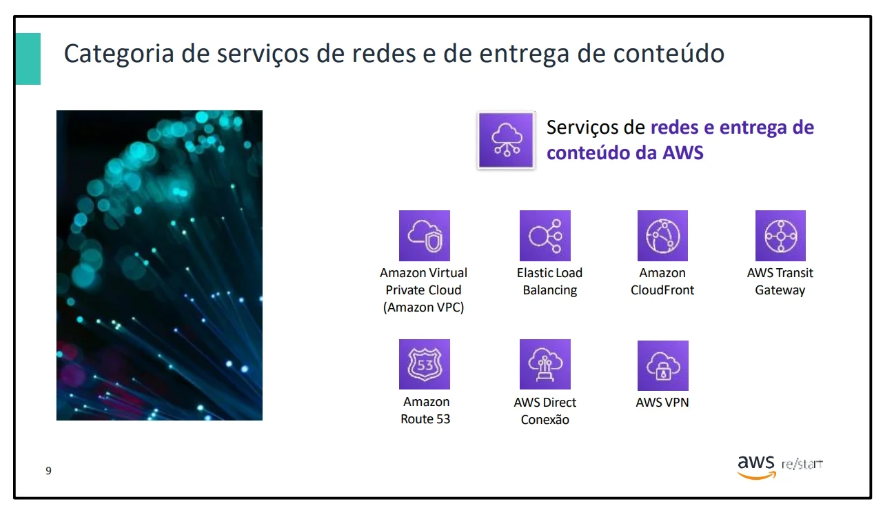 Categoria de serviços de redes e de entrega de conteúdo
Serviços de redes e entrega de
conteúdo da AWS
Amazon Virtual
Private Cloud
(Amazon VPC)
Elastic Load
Balancing
Amazon
CloudFront
AWS Transit
Gateway
53
Amazon
Route 53
AWS Direct
Conexão
AWS VPN
9
aws re/start